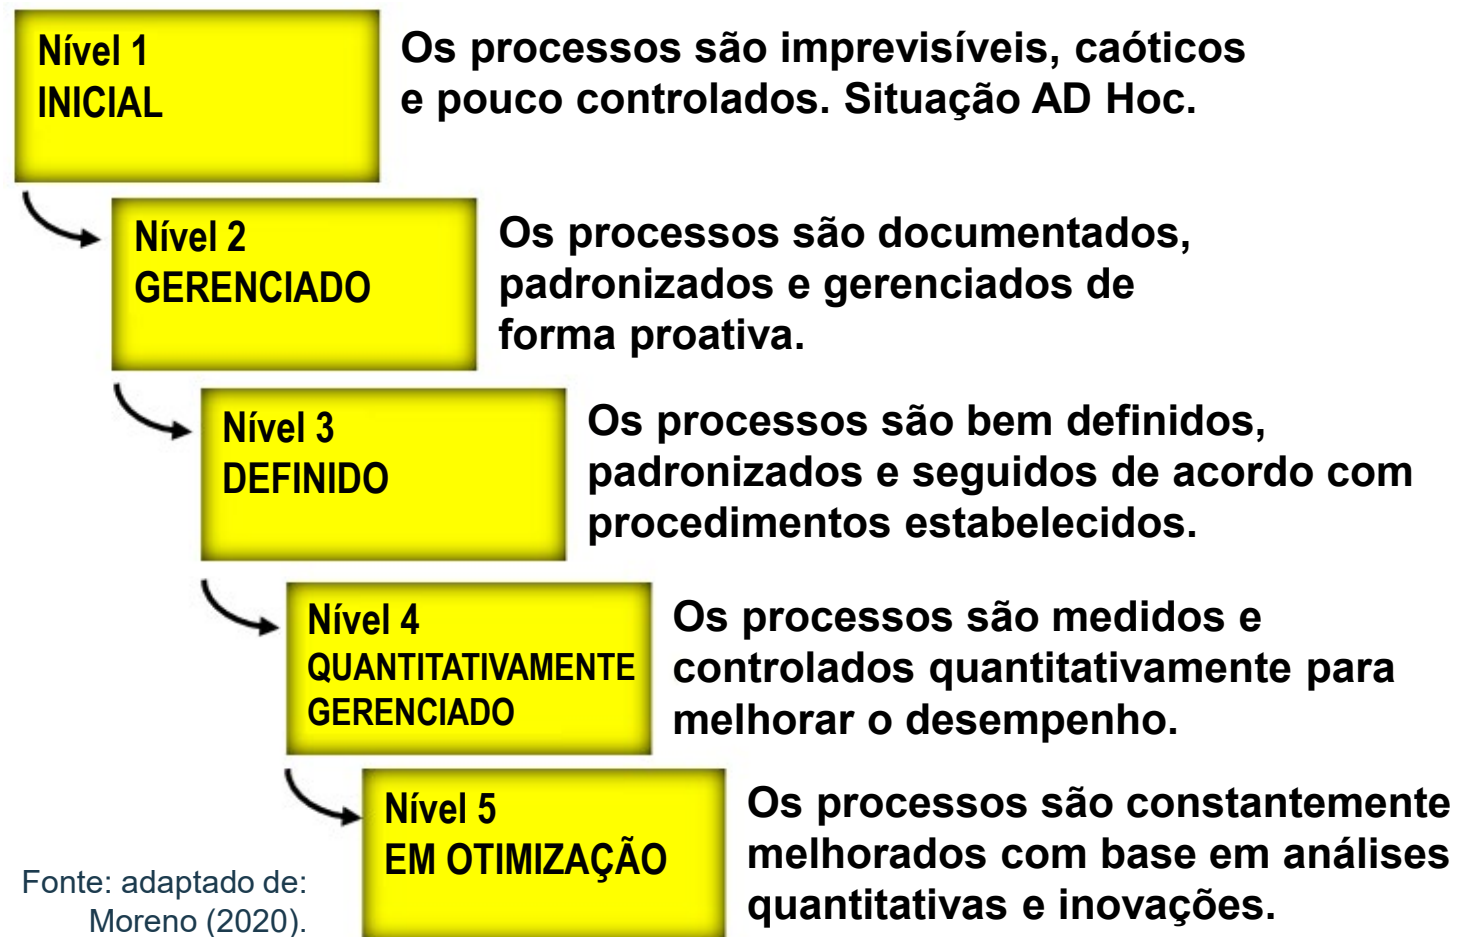 Nível 1
INICIAL
Os processos são imprevisíveis, caóticos
e pouco controlados. Situação AD Hoc.
Nível 2
GERENCIADO
Os processos são documentados,
padronizados e gerenciados de
forma proativa.
Nível 3
DEFINIDO
Os processos são bem definidos,
padronizados e seguidos de acordo com
procedimentos estabelecidos.
Nível 4
QUANTITATIVAMENTE
GERENCIADO
Os processos são medidos e
controlados quantitativamente para
melhorar o desempenho.
Nível 5
EM OTIMIZAÇÃO
Os processos são constantemente
melhorados com base em análises
quantitativas e inovações.
Fonte: adaptado de:
Moreno (2020).